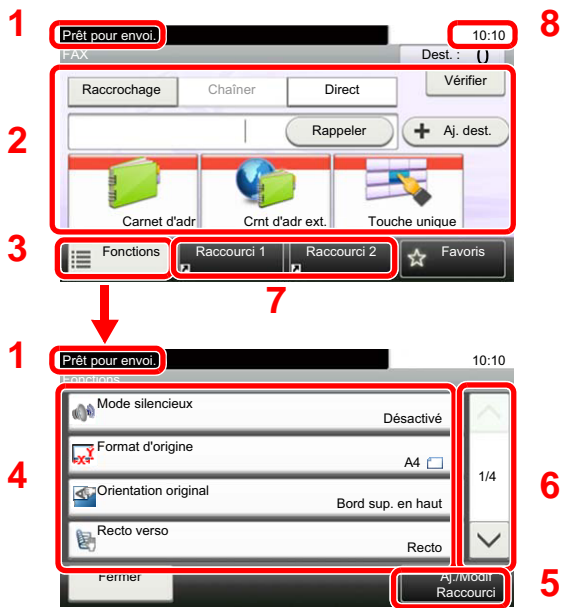 1 Prêt pour envoi. 10:10 8
FAX Dest. : ( )
Raccrochage Chaîner Direct Vérifier
2 Rappeler Aj. dest.
Carnet d'adr Crnt d'adr ext. Touche unique
3 Fonctions Raccourci 1 Raccourci 2 Favoris
7
1 Prêt pour envoi. 10:10
Fonctions
Mode silencieux
Désactivé
Format d'origine
A4
4 1/4 6
Orientation original
Bord sup. en haut
Recto verso
Recto
Fermer Aj./Modif 5
Raccourci